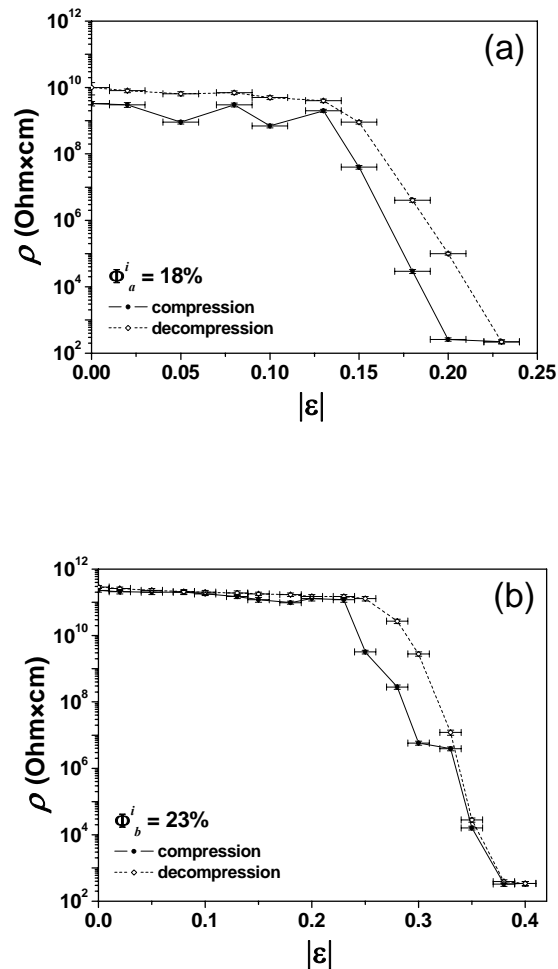 (a)
10^12
10^10
10^8
10^6
10^4
10^2
ρ (Ohm×cm)
Φ^i_a = 18%
compression
decompression
0.00 0.05 0.10 0.15 0.20 0.25
|ε|
(b)
10^12
10^10
10^8
10^6
10^4
10^2
ρ (Ohm×cm)
Φ^i_b = 23%
compression
decompression
0.0 0.1 0.2 0.3 0.4
|ε|